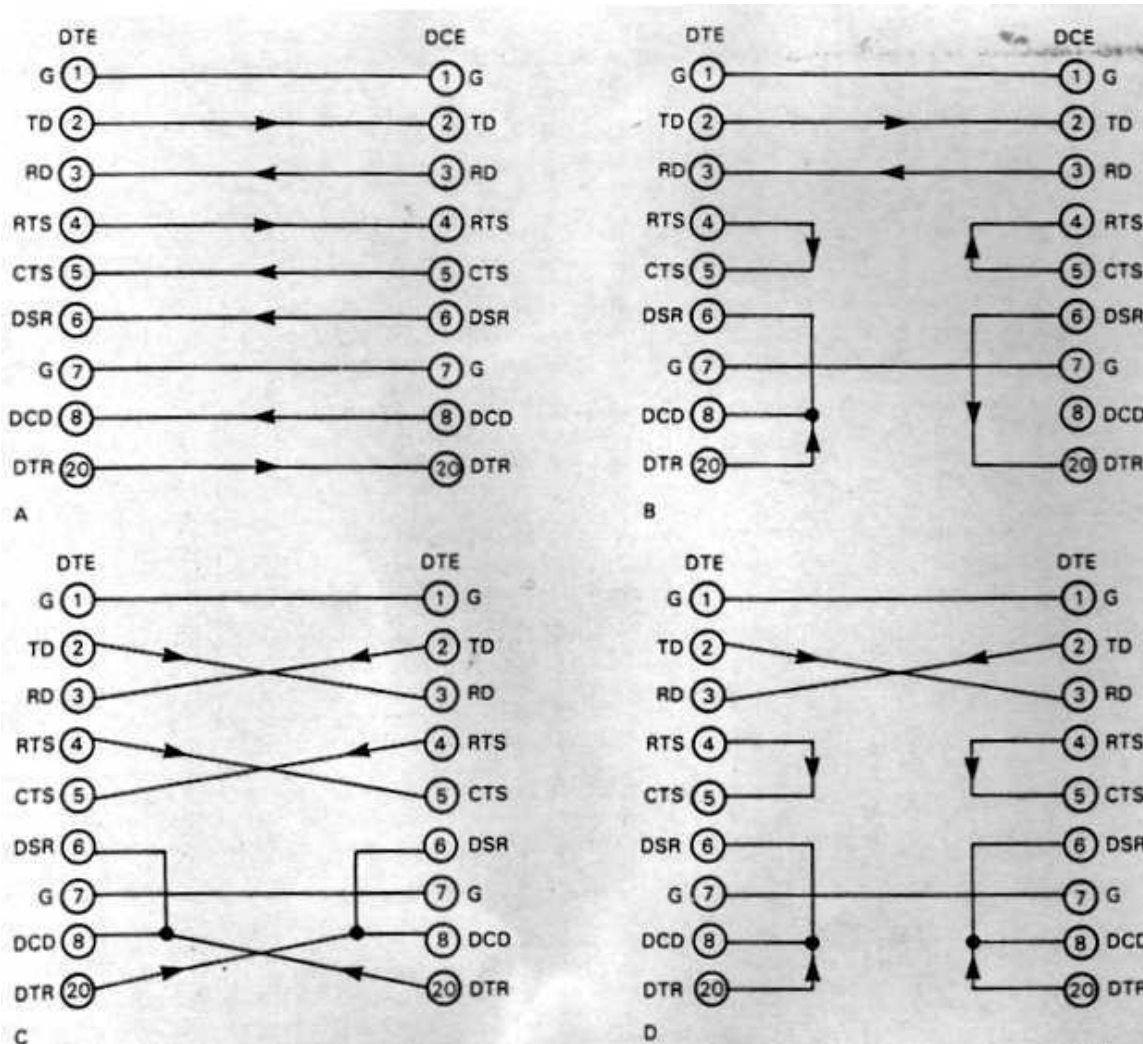 DTE DCE
G 1 1 G
TD 2 2 TD
RD 3 3 RD
RTS 4 4 RTS
CTS 5 5 CTS
DSR 6 6 DSR
G 7 7 G
DCD 8 8 DCD
DTR 20 20 DTR
A
DTE DCE
G 1 1 G
TD 2 2 TD
RD 3 3 RD
RTS 4 4 RTS
CTS 5 5 CTS
DSR 6 6 DSR
G 7 7 G
DCD 8 8 DCD
DTR 20 20 DTR
B
DTE DTE
G 1 1 G
TD 2 2 TD
RD 3 3 RD
RTS 4 4 RTS
CTS 5 5 CTS
DSR 6 6 DSR
G 7 7 G
DCD 8 8 DCD
DTR 20 20 DTR
C
DTE DTE
G 1 1 G
TD 2 2 TD
RD 3 3 RD
RTS 4 4 RTS
CTS 5 5 CTS
DSR 6 6 DSR
G 7 7 G
DCD 8 8 DCD
DTR 20 20 DTR
D